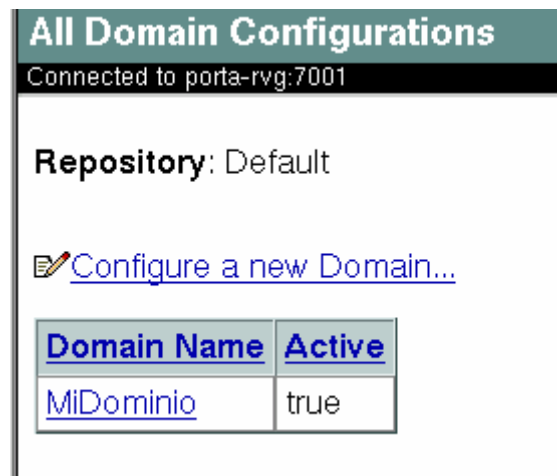 All Domain Configurations
Connected to porta-rvg:7001
Repository: Default
Configure a new Domain...
Domain Name Active
MiDominio true